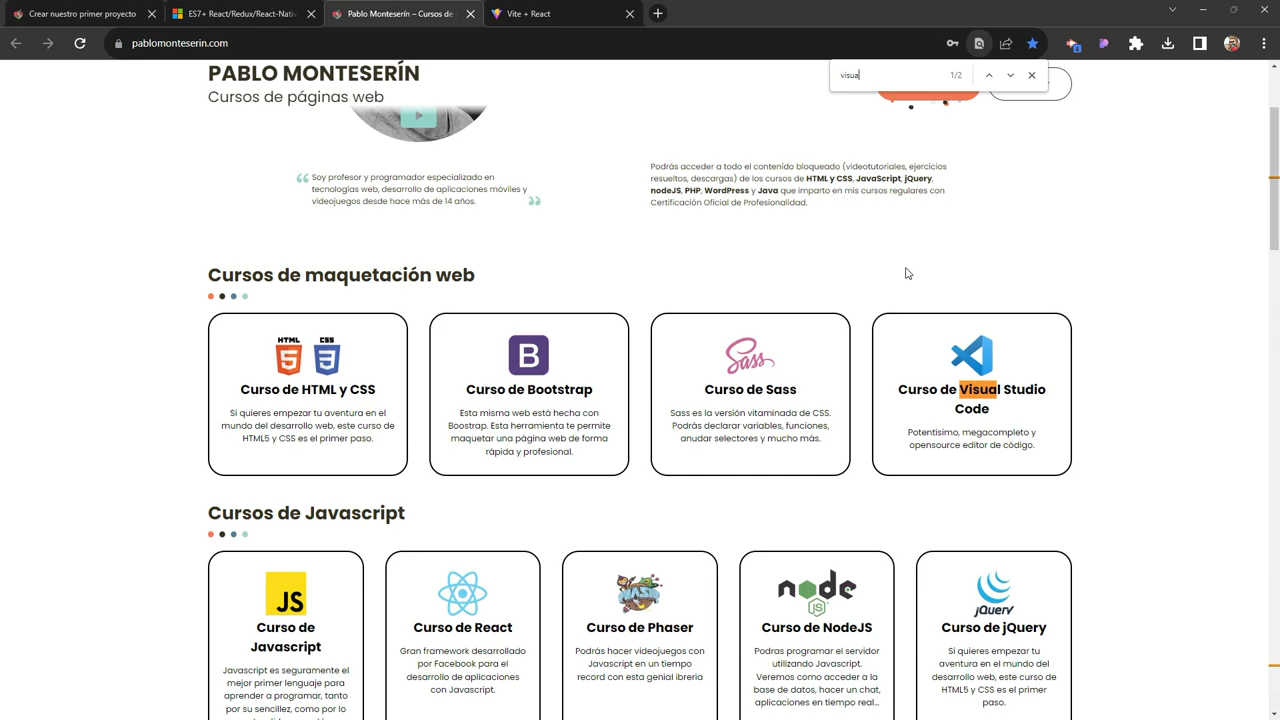 Crear nuestro primer proyecto
ES7+ React/Redux/React-Nativ
Pablo Monteserín – Cursos de
Vite + React
pablomonteserin.com
visua
1/2
PABLO MONTESERÍN
Cursos de páginas web
Soy profesor y programador especializado en
tecnologías web, desarrollo de aplicaciones móviles y
videojuegos desde hace más de 14 años.
Podrás acceder a todo el contenido bloqueado (videotutoriales, ejercicios
resueltos, descargas) de los cursos de HTML y CSS, JavaScript, jQuery,
nodeJS, PHP, WordPress y Java que imparto en mis cursos regulares con
Certificación Oficial de Profesionalidad.
Cursos de maquetación web
HTML
5
CSS
3
Curso de HTML y CSS
Si quieres empezar tu aventura en el
mundo del desarrollo web, este curso de
HTML5 y CSS es el primer paso.
B
Curso de Bootstrap
Esta misma web está hecha con
Boostrap. Esta herramienta te permite
maquetar una página web de forma
rápida y profesional.
Sass
Curso de Sass
Sass es la versión vitaminada de CSS.
Podrás declarar variables, funciones,
anudar selectores y mucho más.
Curso de Visual Studio
Code
Potentísimo, megacompleto y
opensource editor de código.
Cursos de Javascript
JS
Curso de
Javascript
Javascript es seguramente el
mejor primer lenguaje para
aprender a programar, tanto
por su sencillez, como por lo
Curso de React
Gran framework desarrollado
por Facebook para el
desarrollo de aplicaciones
con Javascript.
Curso de Phaser
Podrás hacer videojuegos con
Javascript en un tiempo
record con esta genial ibreria
node
JS
Curso de NodeJS
Podras programar el servidor
utilizando Javascript.
Veremos como acceder a la
base de datos, hacer un chat,
aplicaciones en tiempo real...
jQuery
Curso de jQuery
Si quieres empezar tu
aventura en el mundo del
desarrollo web, este curso de
HTML5 y CSS es el primer
paso.